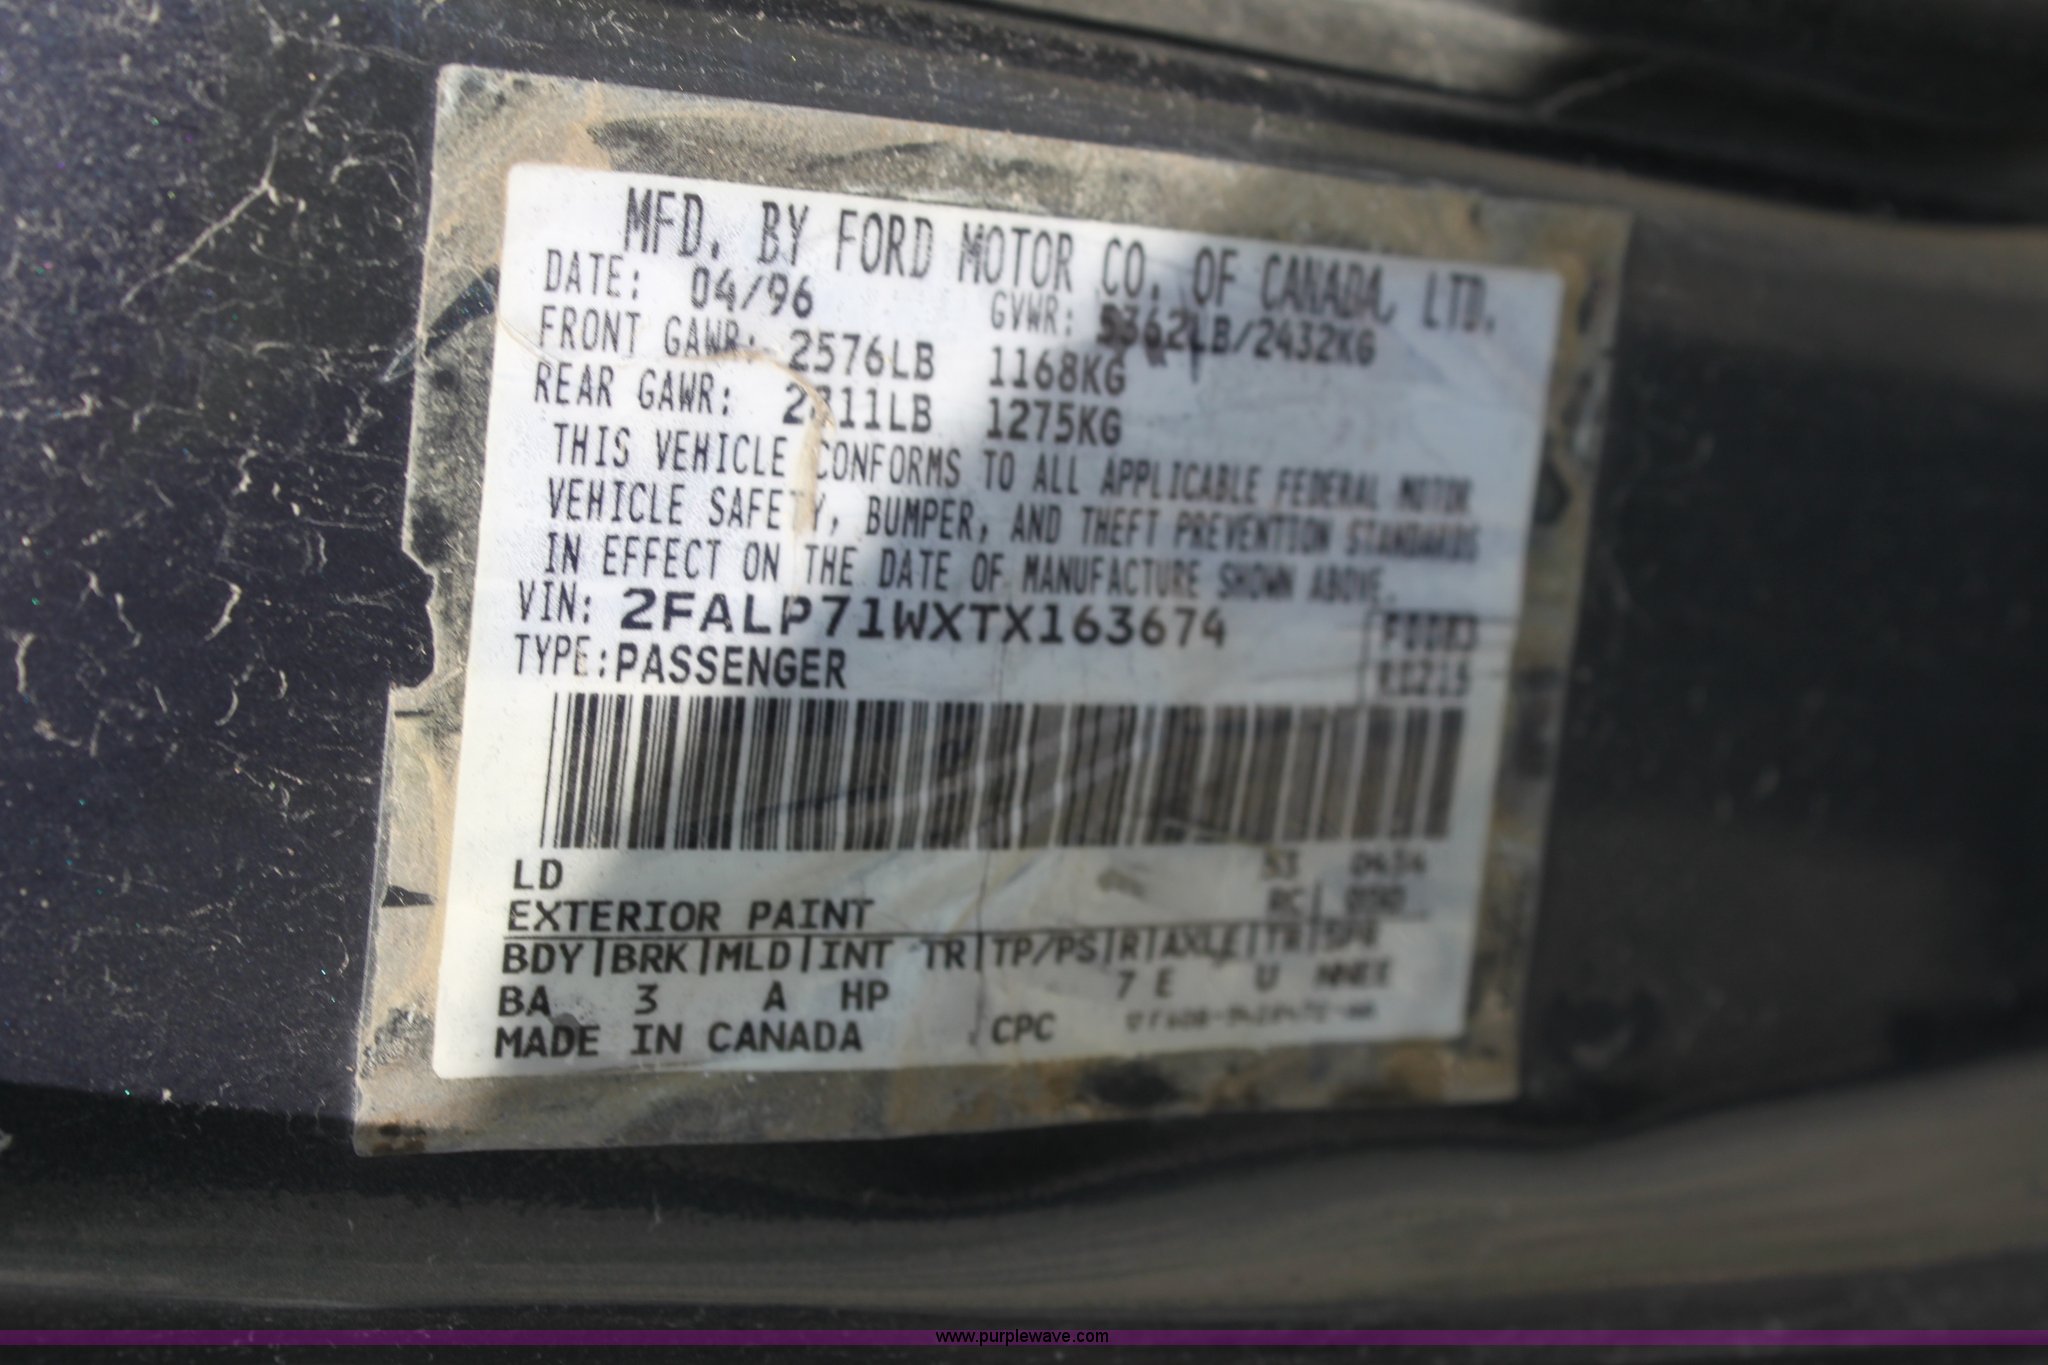 MFD. BY FORD MOTOR CO. OF CANADA, LTD.
DATE: 04/96 GVWR: 5362LB/2432KG
FRONT GAWR: 2576LB 1168KG
REAR GAWR: 2811LB 1275KG
THIS VEHICLE CONFORMS TO ALL APPLICABLE FEDERAL MOTOR
VEHICLE SAFETY, BUMPER, AND THEFT PREVENTION STANDARDS
IN EFFECT ON THE DATE OF MANUFACTURE SHOWN ABOVE.
VIN: 2FALP71WXTX163674
TYPE: PASSENGER
LD
EXTERIOR PAINT
BDY|BRK|MLD|INT TR|TP/PS|R|AXLE|TR|SPR
BA 3 A HP 7 E U
MADE IN CANADA CPC
www.purplewave.com